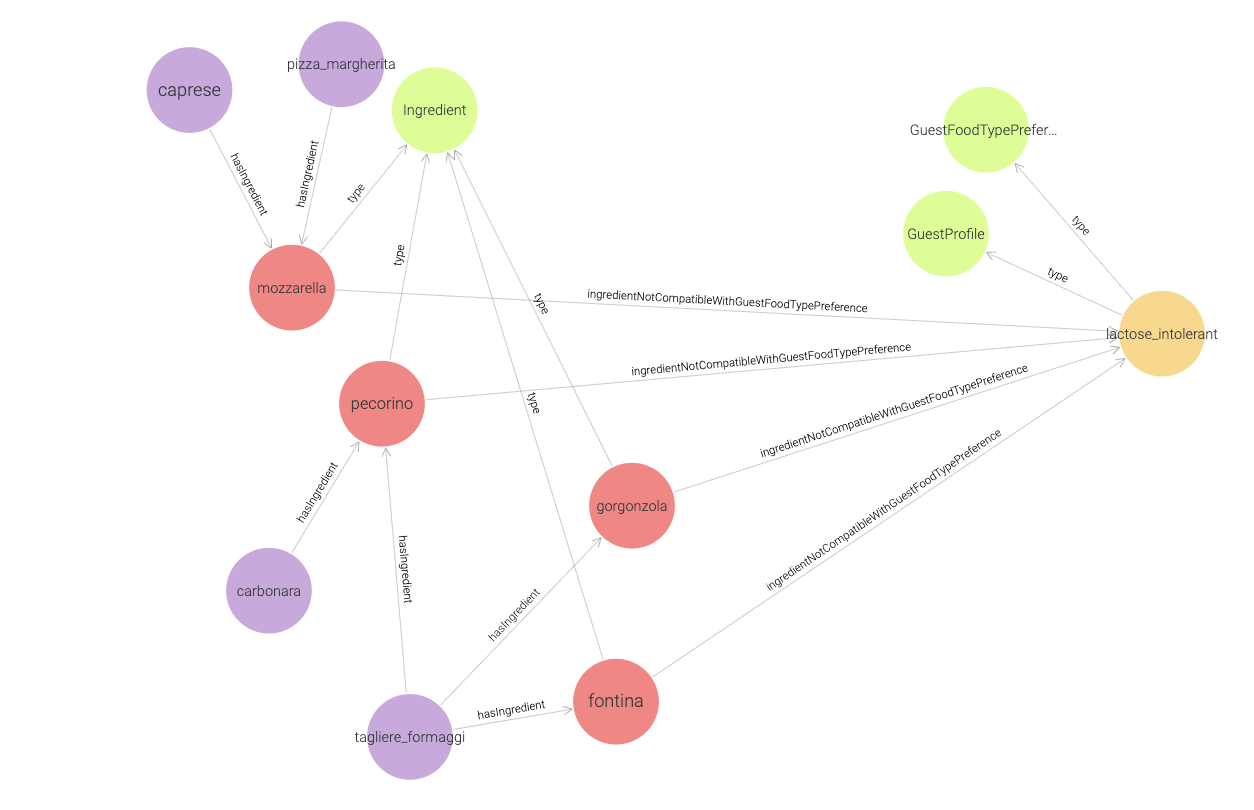 pizza_margherita
caprese
Ingredient
GuestFoodTypePrefer...
hasIngredient
hasIngredient
type
type
GuestProfile
type
type
mozzarella
type
ingredientNotCompatibleWithGuestFoodTypePreference
lactose_intolerant
ingredientNotCompatibleWithGuestFoodTypePreference
pecorino
type
ingredientNotCompatibleWithGuestFoodTypePreference
hasIngredient
gorgonzola
ingredientNotCompatibleWithGuestFoodTypePreference
hasIngredient
carbonara
hasIngredient
fontina
hasIngredient
tagliere_formaggi